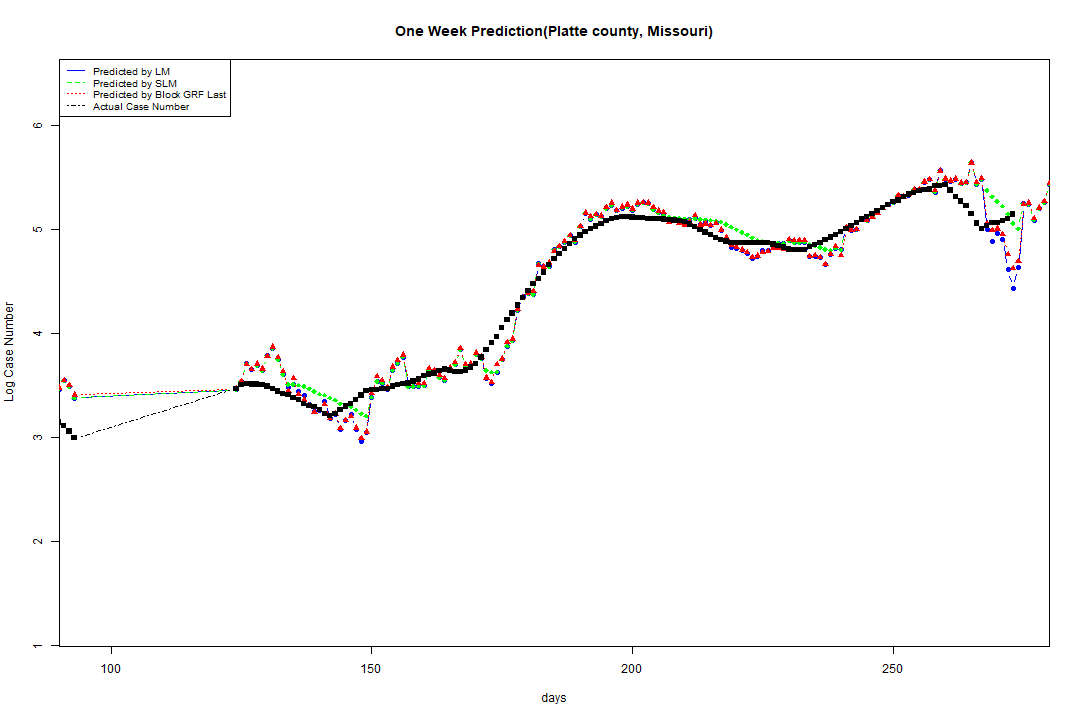 One Week Prediction(Platte county, Missouri)
Predicted by LM
Predicted by SLM
Predicted by Block GRF Last
Actual Case Number
6
5
4
3
2
1
Log Case Number
100 150 200 250
days